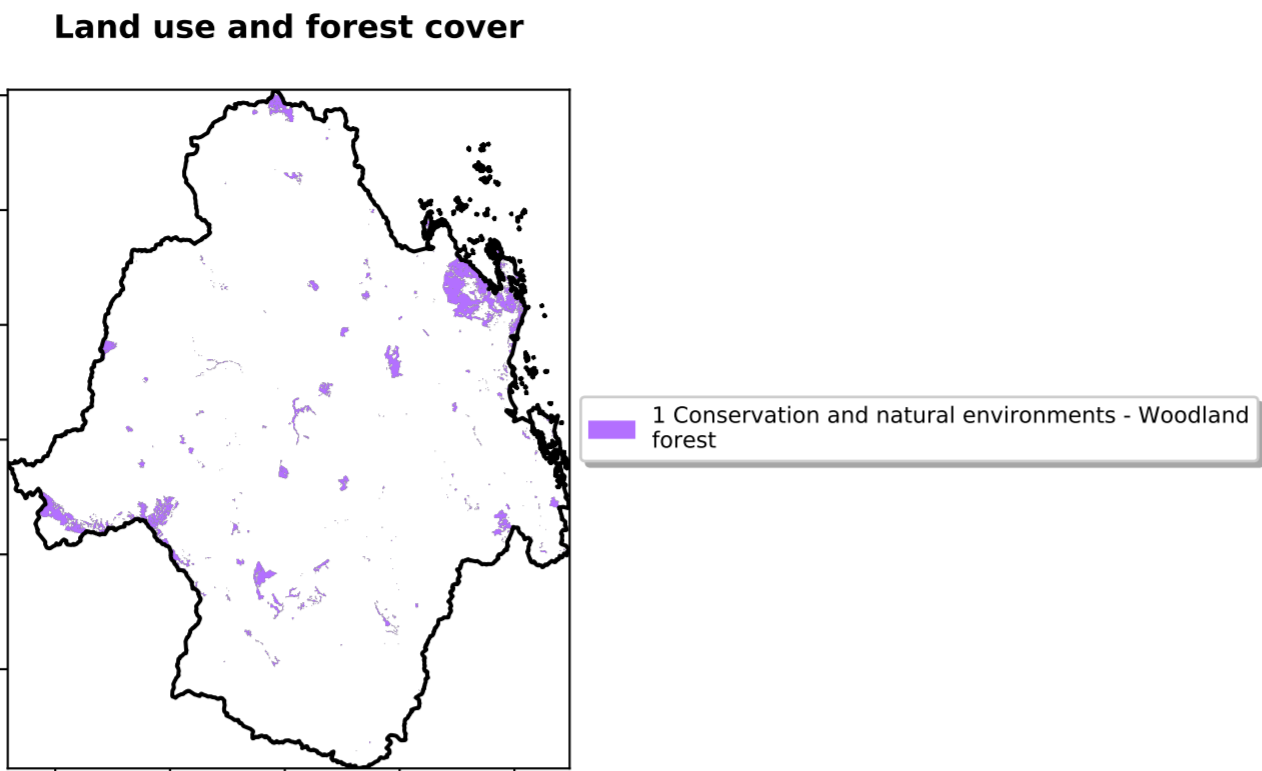 Land use and forest cover
1 Conservation and natural environments - Woodland
forest